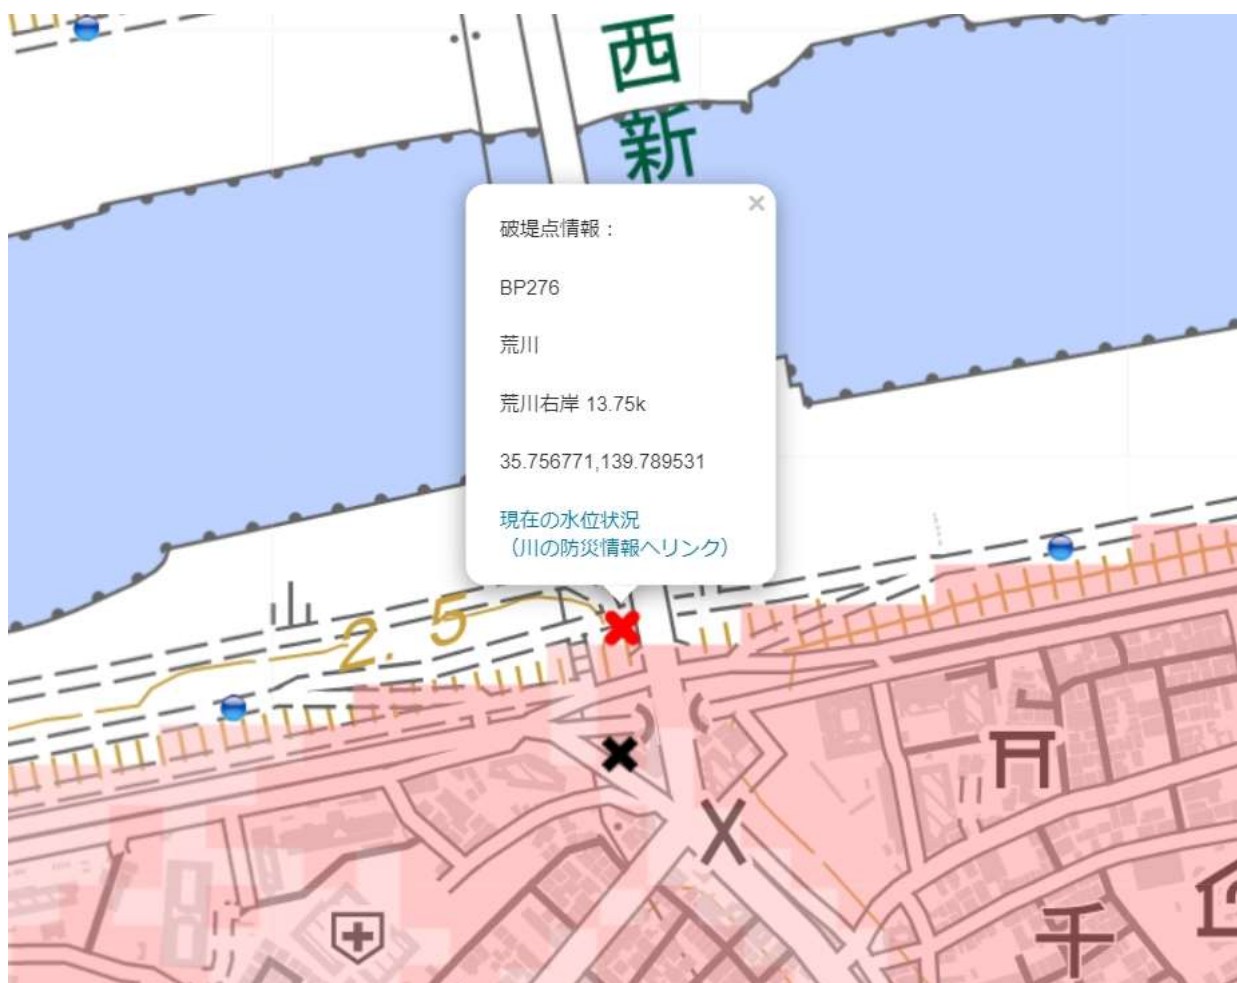 西新
破堤点情報：
×
BP276
荒川
荒川右岸 13.75k
35.756771,139.789531
現在の水位状況
（川の防災情報へリンク）
2.5
千